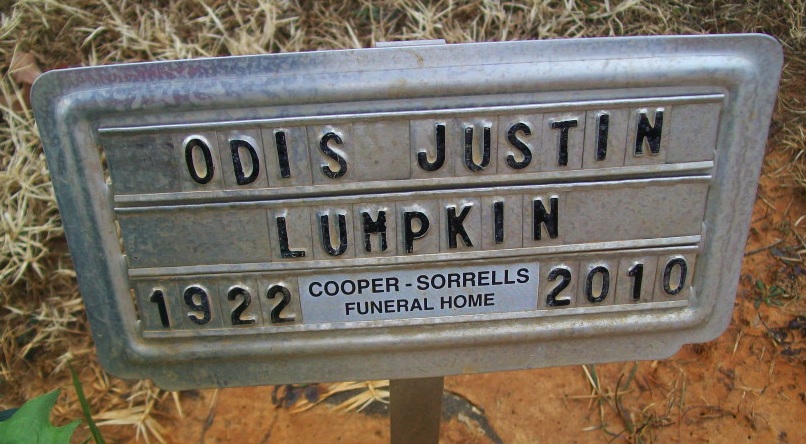 ODIS JUSTIN
LUMPKIN
1922 COOPER - SORRELLS 2010
FUNERAL HOME